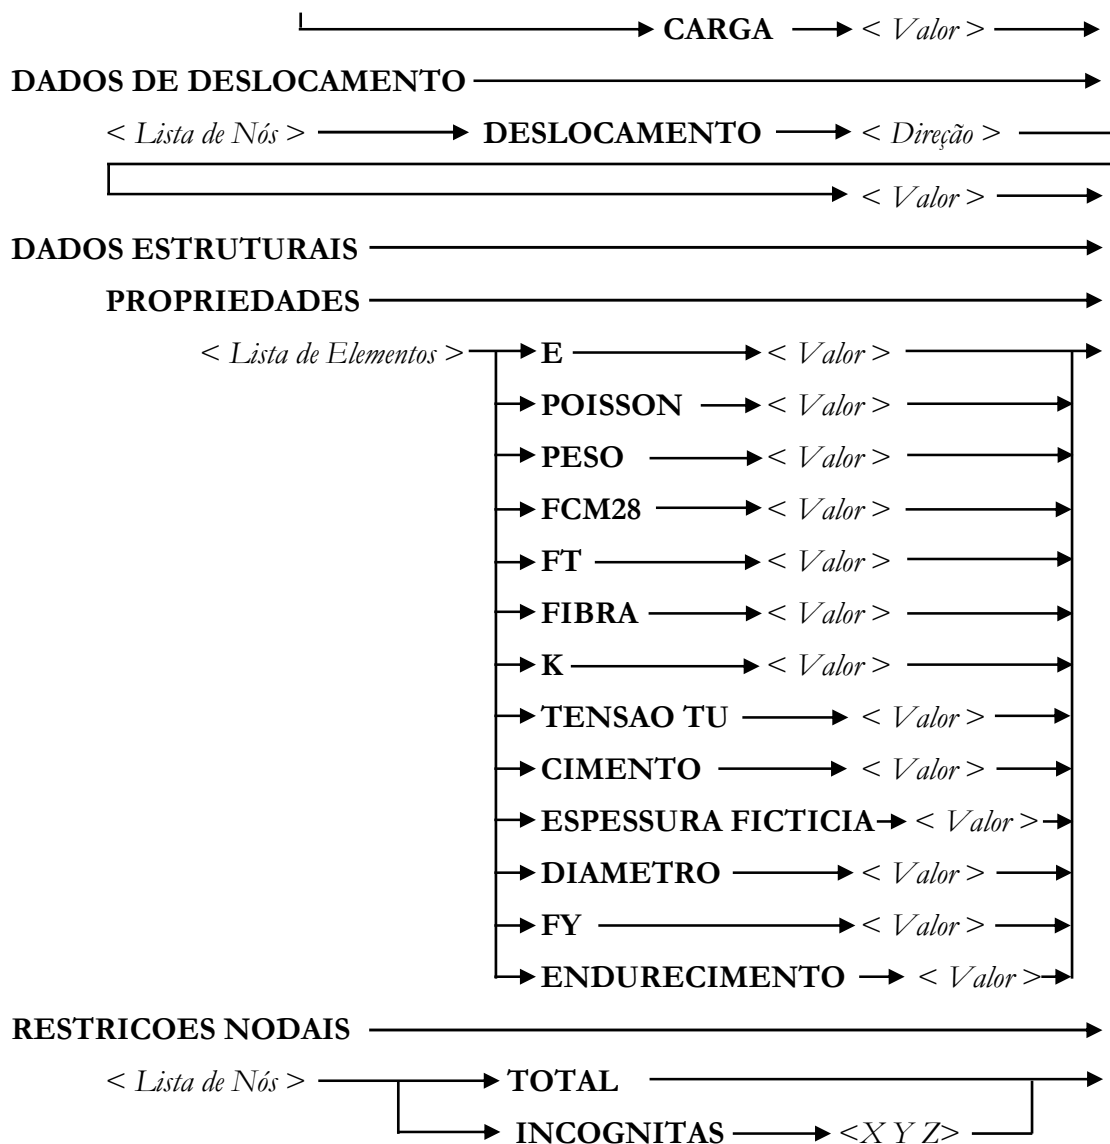 CARGA < Valor >
DADOS DE DESLOCAMENTO
< Lista de Nós > DESLOCAMENTO < Direção >
< Valor >
DADOS ESTRUTURAIS
PROPRIEDADES
< Lista de Elementos > E < Valor >
POISSON < Valor >
PESO < Valor >
FCM28 < Valor >
FT < Valor >
FIBRA < Valor >
K < Valor >
TENSAO TU < Valor >
CIMENTO < Valor >
ESPESSURA FICTICIA < Valor >
DIAMETRO < Valor >
FY < Valor >
ENDURECIMENTO < Valor >
RESTRICOES NODAIS
< Lista de Nós > TOTAL
INCOGNITAS <X Y Z>